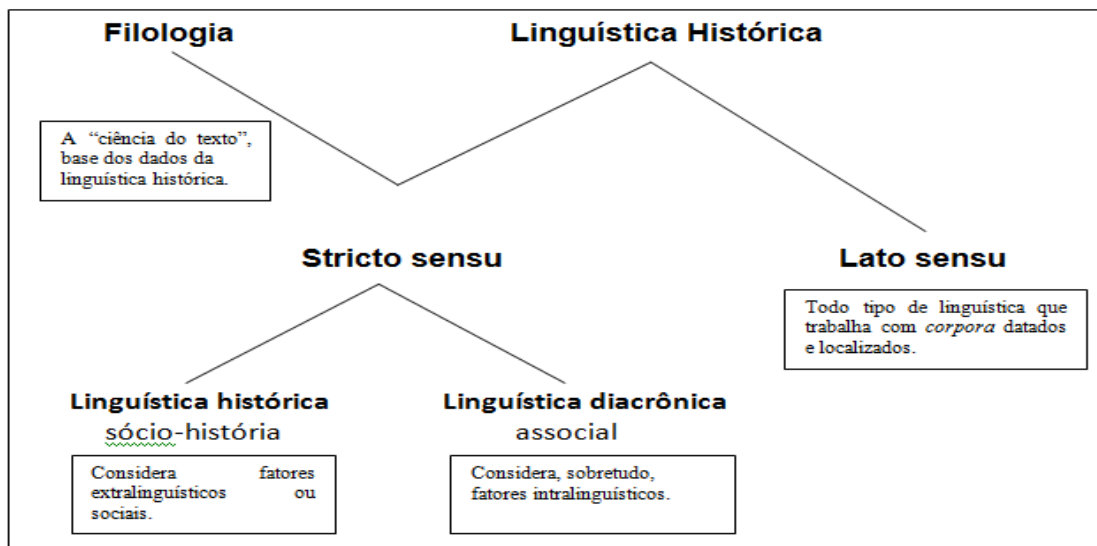 Filologia
Linguística Histórica
A “ciência do texto”,
base dos dados da
linguística histórica.
Stricto sensu
Lato sensu
Todo tipo de linguística que
trabalha com corpora datados
e localizados.
Linguística histórica
sócio-história
Linguística diacrônica
associal
Considera fatores
extralinguísticos ou
sociais.
Considera, sobretudo,
fatores intralinguísticos.